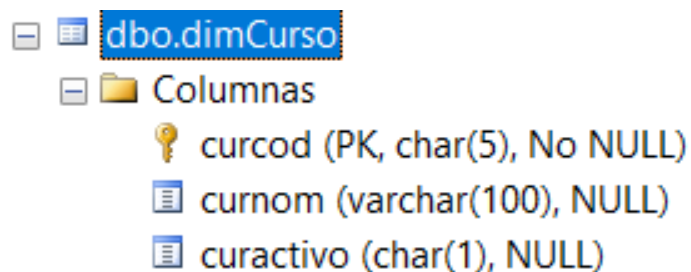 dbo.dimCurso
Columnas
curcod (PK, char(5), No NULL)
curnom (varchar(100), NULL)
curactivo (char(1), NULL)